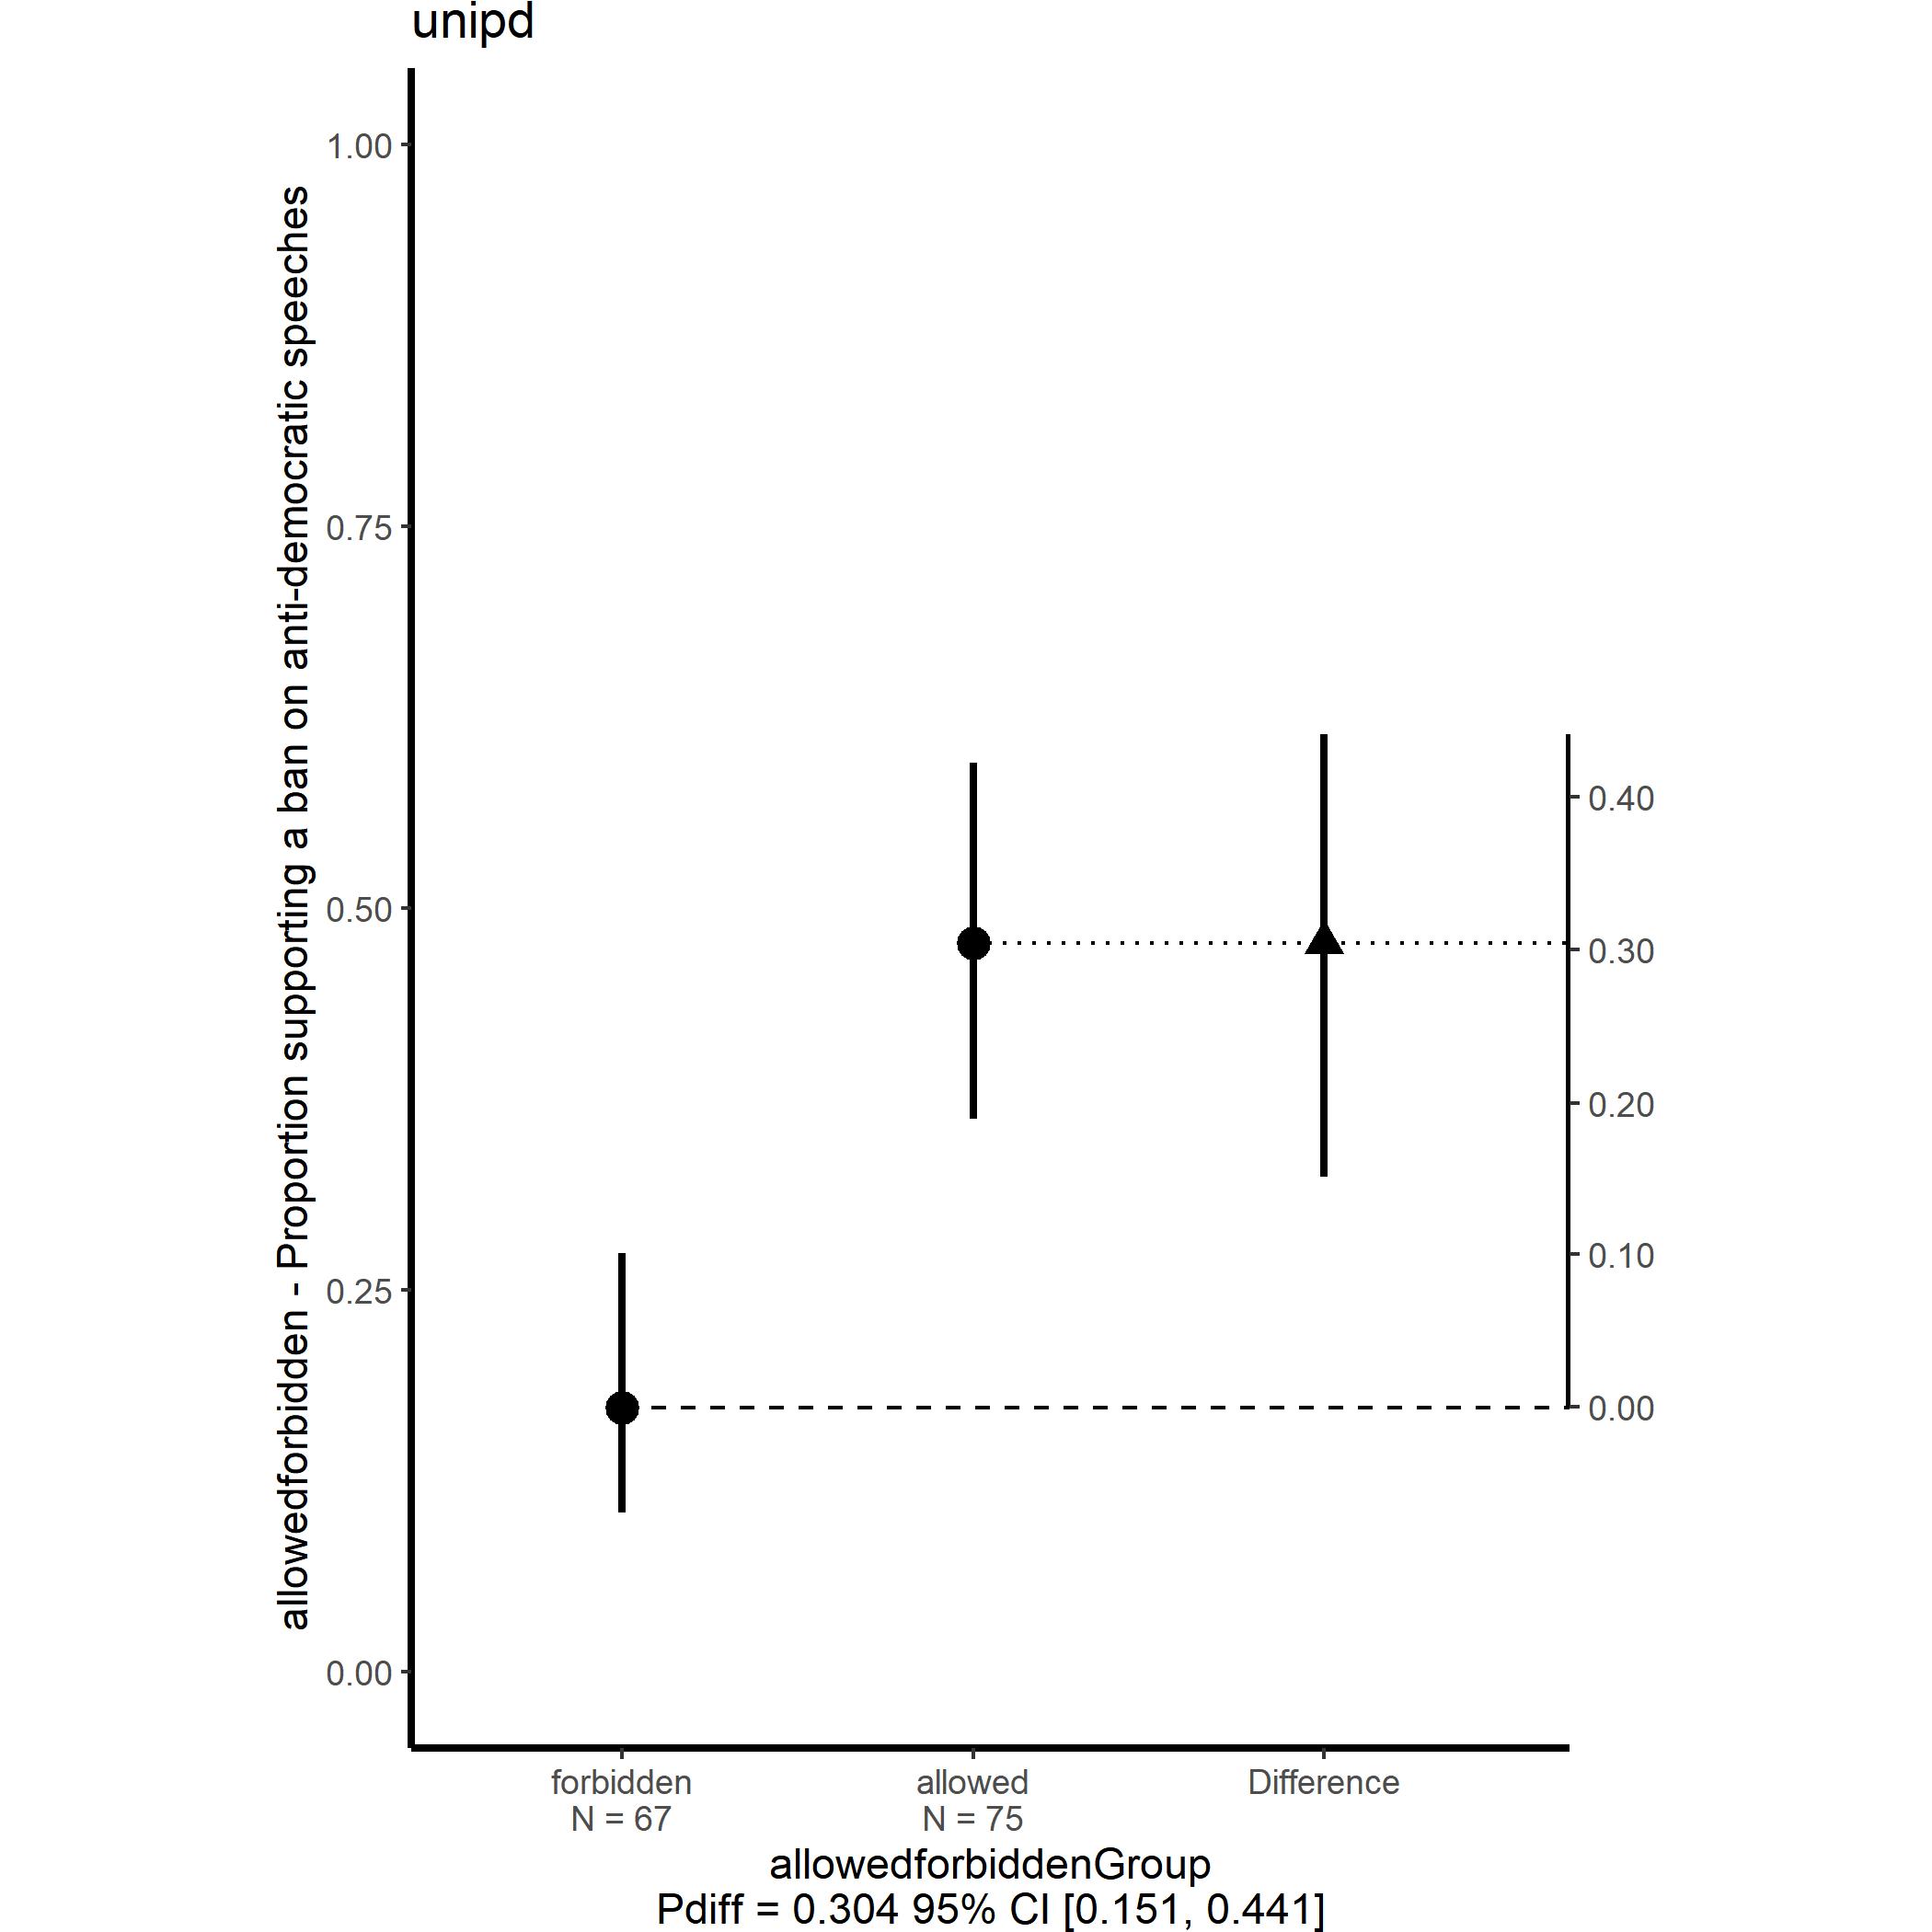 unipd
allowedforbidden - Proportion supporting a ban on anti-democratic speeches
1.00
0.75
0.50
0.25
0.00
0.40
0.30
0.20
0.10
0.00
forbidden
N = 67
allowed
N = 75
Difference
allowedforbiddenGroup
Pdiff = 0.304 95% CI [0.151, 0.441]